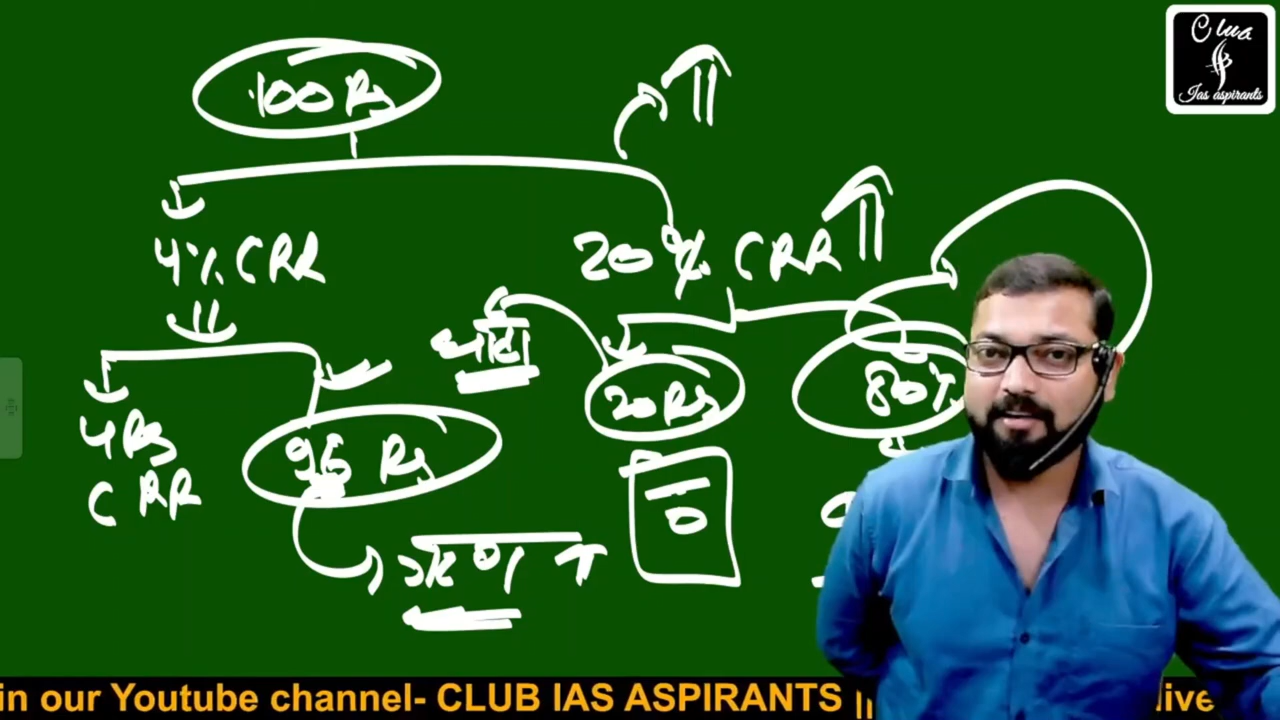 Club
Ias aspirants
100 Rs
4% CRR
20% CRR
घाटा
20 Rs
80
4 Rs
CRR
96 Rs
0
in our Youtube channel- CLUB IAS ASPIRANTS ||
live